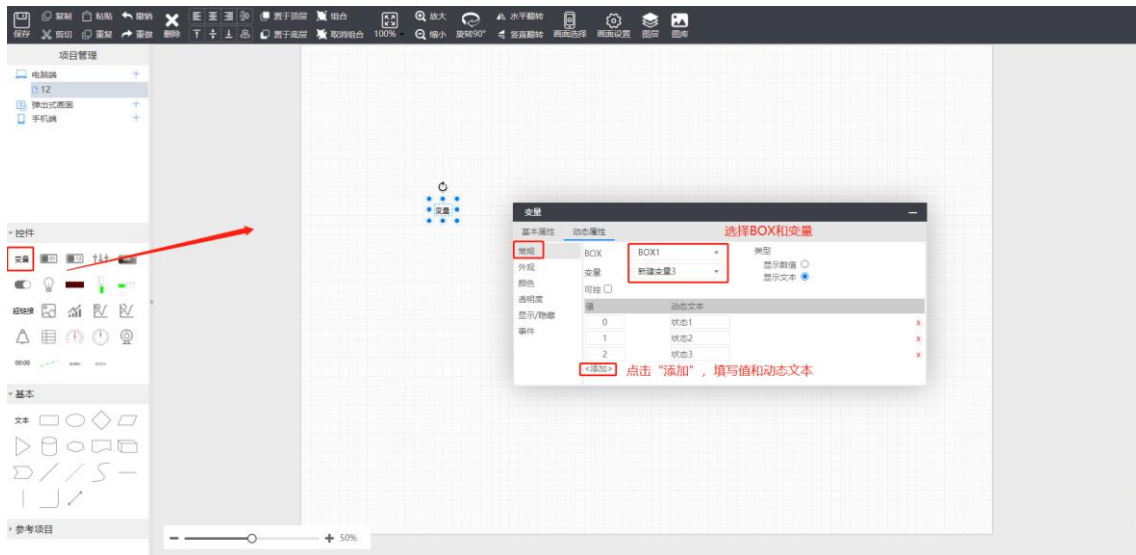 保存 复制 粘贴 撤销 删除 置于顶层 组合 100% 放大 旋转90° 水平翻转 画面选择 画面设置 图层 图库
剪切 重复 重做 置于底层 取消组合 缩小 竖直翻转
项目管理
电脑端 +
12
弹出式画面 +
手机端 +
控件
变量
超链接
00:00
基本
文本
参考项目
变量
变量
基本属性 动态属性 选择BOX和变量
常规 BOX BOX1 类型
外观 变量 新建变量3 显示数值
颜色 可控 显示文本
透明度 值 动态文本
显示/隐藏 0 状态1 x
事件 1 状态2 x
2 状态3 x
<添加> 点击“添加”，填写值和动态文本
50%